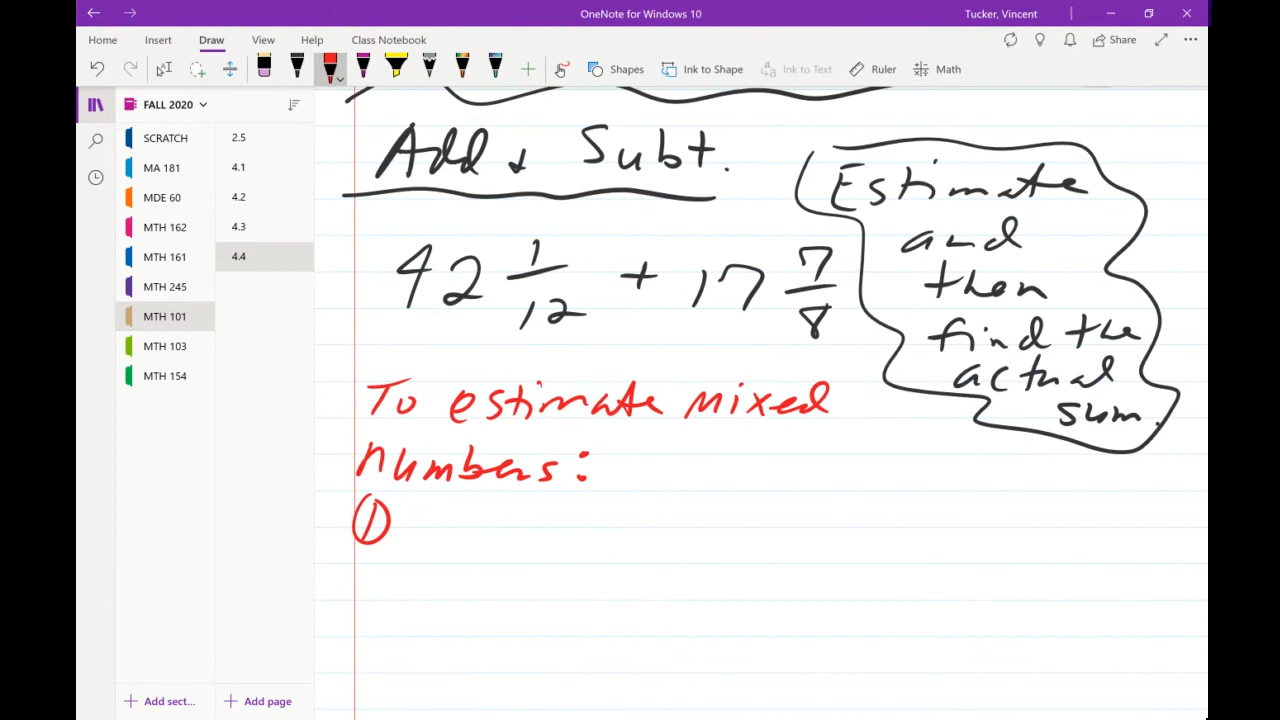 OneNote for Windows 10
Tucker, Vincent
Home Insert Draw View Help Class Notebook
Share
Shapes Ink to Shape Ink to Text Ruler Math
FALL 2020
SCRATCH
MA 181
MDE 60
MTH 162
MTH 161
MTH 245
MTH 101
MTH 103
MTH 154
2.5
4.1
4.2
4.3
4.4
Add + Subt.
42 1/12 + 17 7/8
Estimate
and
then
find the
actual
sum.
To estimate mixed
numbers:
①
Add sect... Add page